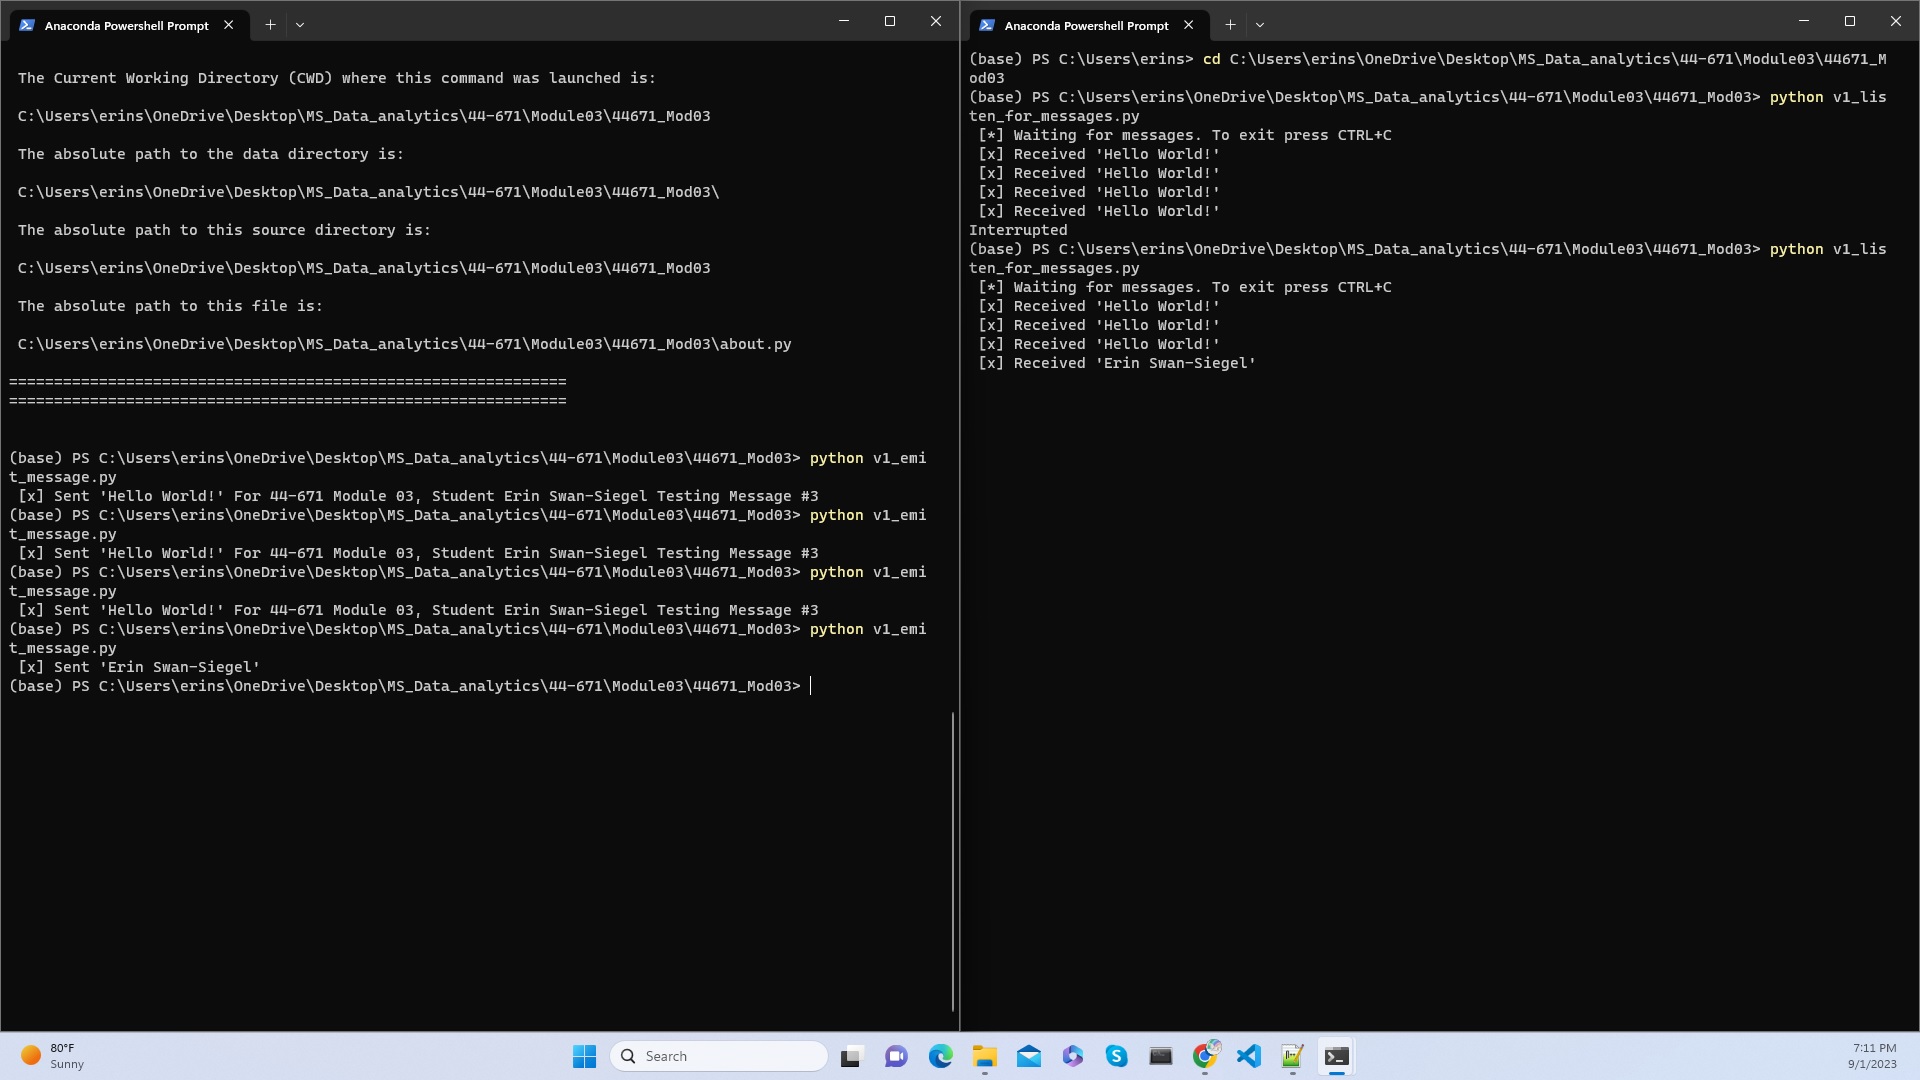 Anaconda Powershell Prompt
The Current Working Directory (CWD) where this command was launched is:
C:\Users\erins\OneDrive\Desktop\MS_Data_analytics\44-671\Module03\44671_Mod03
The absolute path to the data directory is:
C:\Users\erins\OneDrive\Desktop\MS_Data_analytics\44-671\Module03\44671_Mod03\
The absolute path to this source directory is:
C:\Users\erins\OneDrive\Desktop\MS_Data_analytics\44-671\Module03\44671_Mod03
The absolute path to this file is:
C:\Users\erins\OneDrive\Desktop\MS_Data_analytics\44-671\Module03\44671_Mod03\about.py
==============================================================
==============================================================
(base) PS C:\Users\erins\OneDrive\Desktop\MS_Data_analytics\44-671\Module03\44671_Mod03> python v1_emi
t_message.py
[x] Sent 'Hello World!' For 44-671 Module 03, Student Erin Swan-Siegel Testing Message #3
(base) PS C:\Users\erins\OneDrive\Desktop\MS_Data_analytics\44-671\Module03\44671_Mod03> python v1_emi
t_message.py
[x] Sent 'Hello World!' For 44-671 Module 03, Student Erin Swan-Siegel Testing Message #3
(base) PS C:\Users\erins\OneDrive\Desktop\MS_Data_analytics\44-671\Module03\44671_Mod03> python v1_emi
t_message.py
[x] Sent 'Hello World!' For 44-671 Module 03, Student Erin Swan-Siegel Testing Message #3
(base) PS C:\Users\erins\OneDrive\Desktop\MS_Data_analytics\44-671\Module03\44671_Mod03> python v1_emi
t_message.py
[x] Sent 'Erin Swan-Siegel'
(base) PS C:\Users\erins\OneDrive\Desktop\MS_Data_analytics\44-671\Module03\44671_Mod03>
Anaconda Powershell Prompt
(base) PS C:\Users\erins> cd C:\Users\erins\OneDrive\Desktop\MS_Data_analytics\44-671\Module03\44671_M
od03
(base) PS C:\Users\erins\OneDrive\Desktop\MS_Data_analytics\44-671\Module03\44671_Mod03> python v1_lis
ten_for_messages.py
[*] Waiting for messages. To exit press CTRL+C
[x] Received 'Hello World!'
[x] Received 'Hello World!'
[x] Received 'Hello World!'
[x] Received 'Hello World!'
Interrupted
(base) PS C:\Users\erins\OneDrive\Desktop\MS_Data_analytics\44-671\Module03\44671_Mod03> python v1_lis
ten_for_messages.py
[*] Waiting for messages. To exit press CTRL+C
[x] Received 'Hello World!'
[x] Received 'Hello World!'
[x] Received 'Hello World!'
[x] Received 'Erin Swan-Siegel'
80°F
Sunny
Search
7:11 PM
9/1/2023